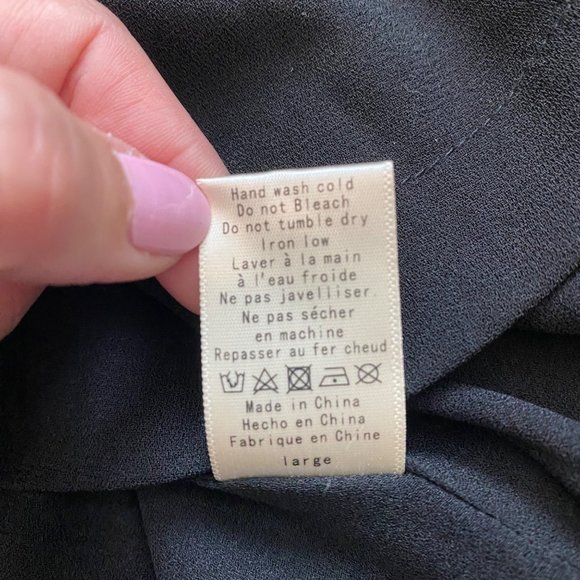 Hand wash cold
Do not Bleach
Do not tumble dry
Iron low
Laver à la main
à l'eau froide
Ne pas javelliser
Ne pas sécher
en machine
Repasser au fer cheud
Made in China
Hecho en China
Fabrique en Chine
large